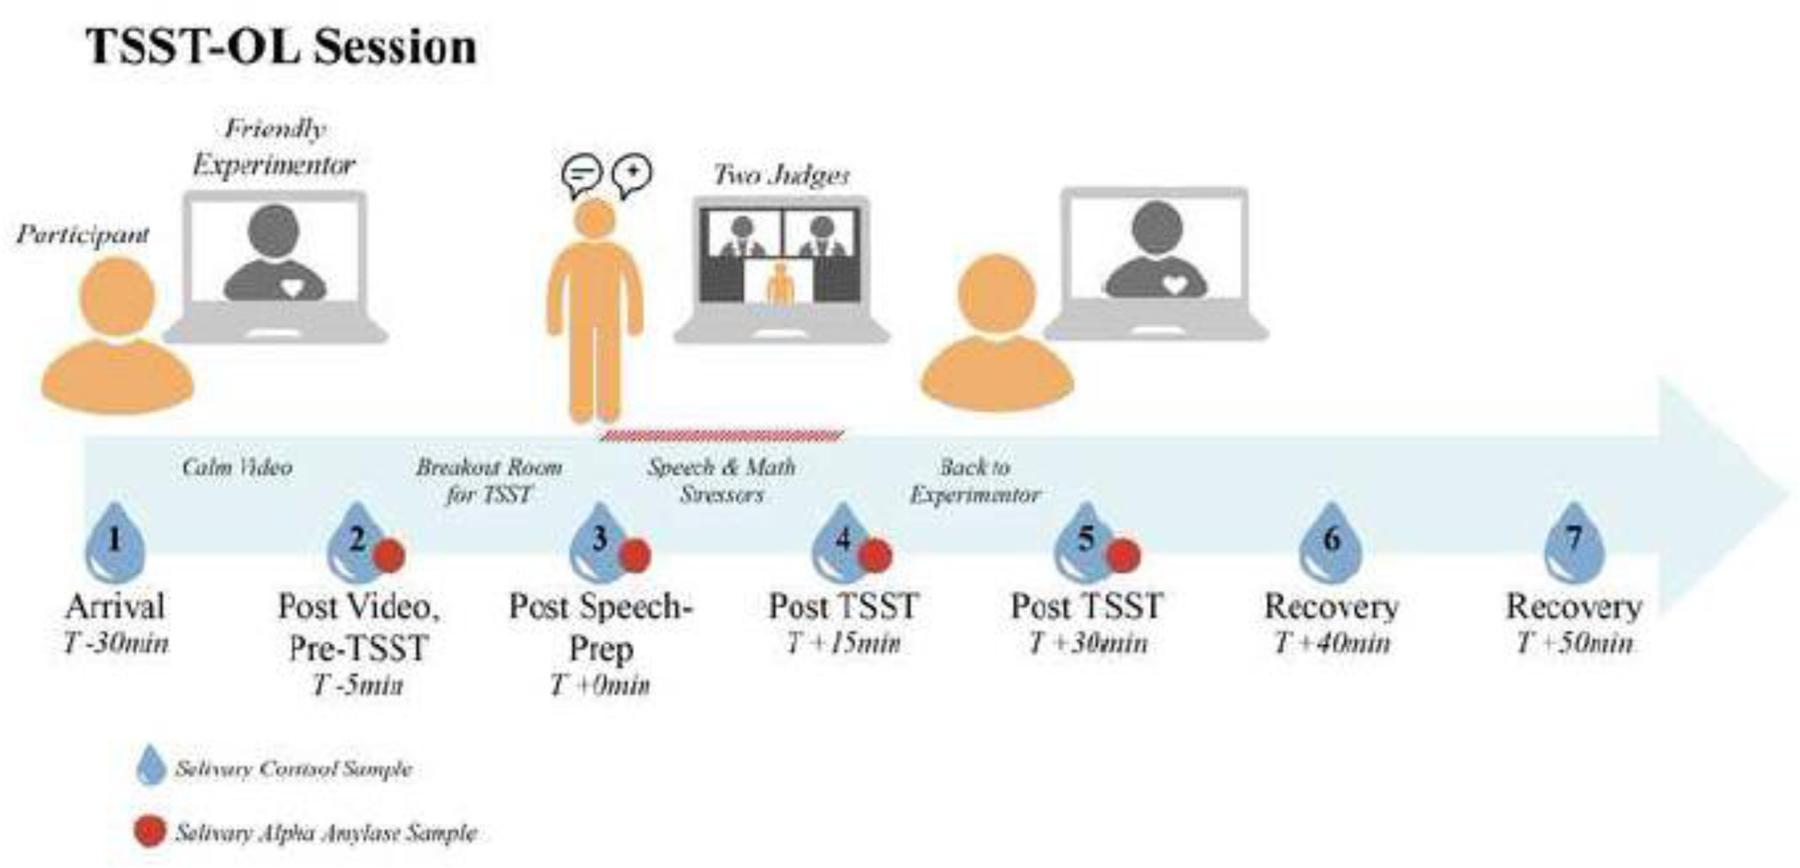 TSST-OL Session
Friendly
Experimentor
Participant
Two Judges
Calm Video
Breakout Room
for TSST
Speech & Math
Stressors
Back to
Experimentor
1
2
3
4
5
6
7
Arrival
T -30min
Post Video,
Pre-TSST
T -5min
Post Speech-
Prep
T +0min
Post TSST
T +15min
Post TSST
T +30min
Recovery
T +40min
Recovery
T +50min
Salivary Cortisol Sample
Salivary Alpha Amylase Sample